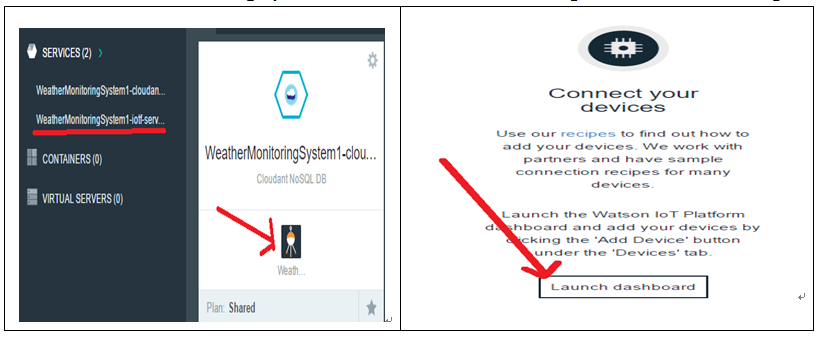 SERVICES (2)
WeatherMonitoringSystem1-cloudan...
WeatherMonitoringSystem1-iotf-serv...
CONTAINERS (0)
VIRTUAL SERVERS (0)
WeatherMonitoringSystem1-clou...
Cloudant NoSQL DB
Weath...
Plan: Shared
Connect your
devices
Use our recipes to find out how to
add your devices. We work with
partners and have sample
connection recipes for many
devices.
Launch the Watson IoT Platform
dashboard and add your devices by
clicking the 'Add Device' button
under the 'Devices' tab.
Launch dashboard